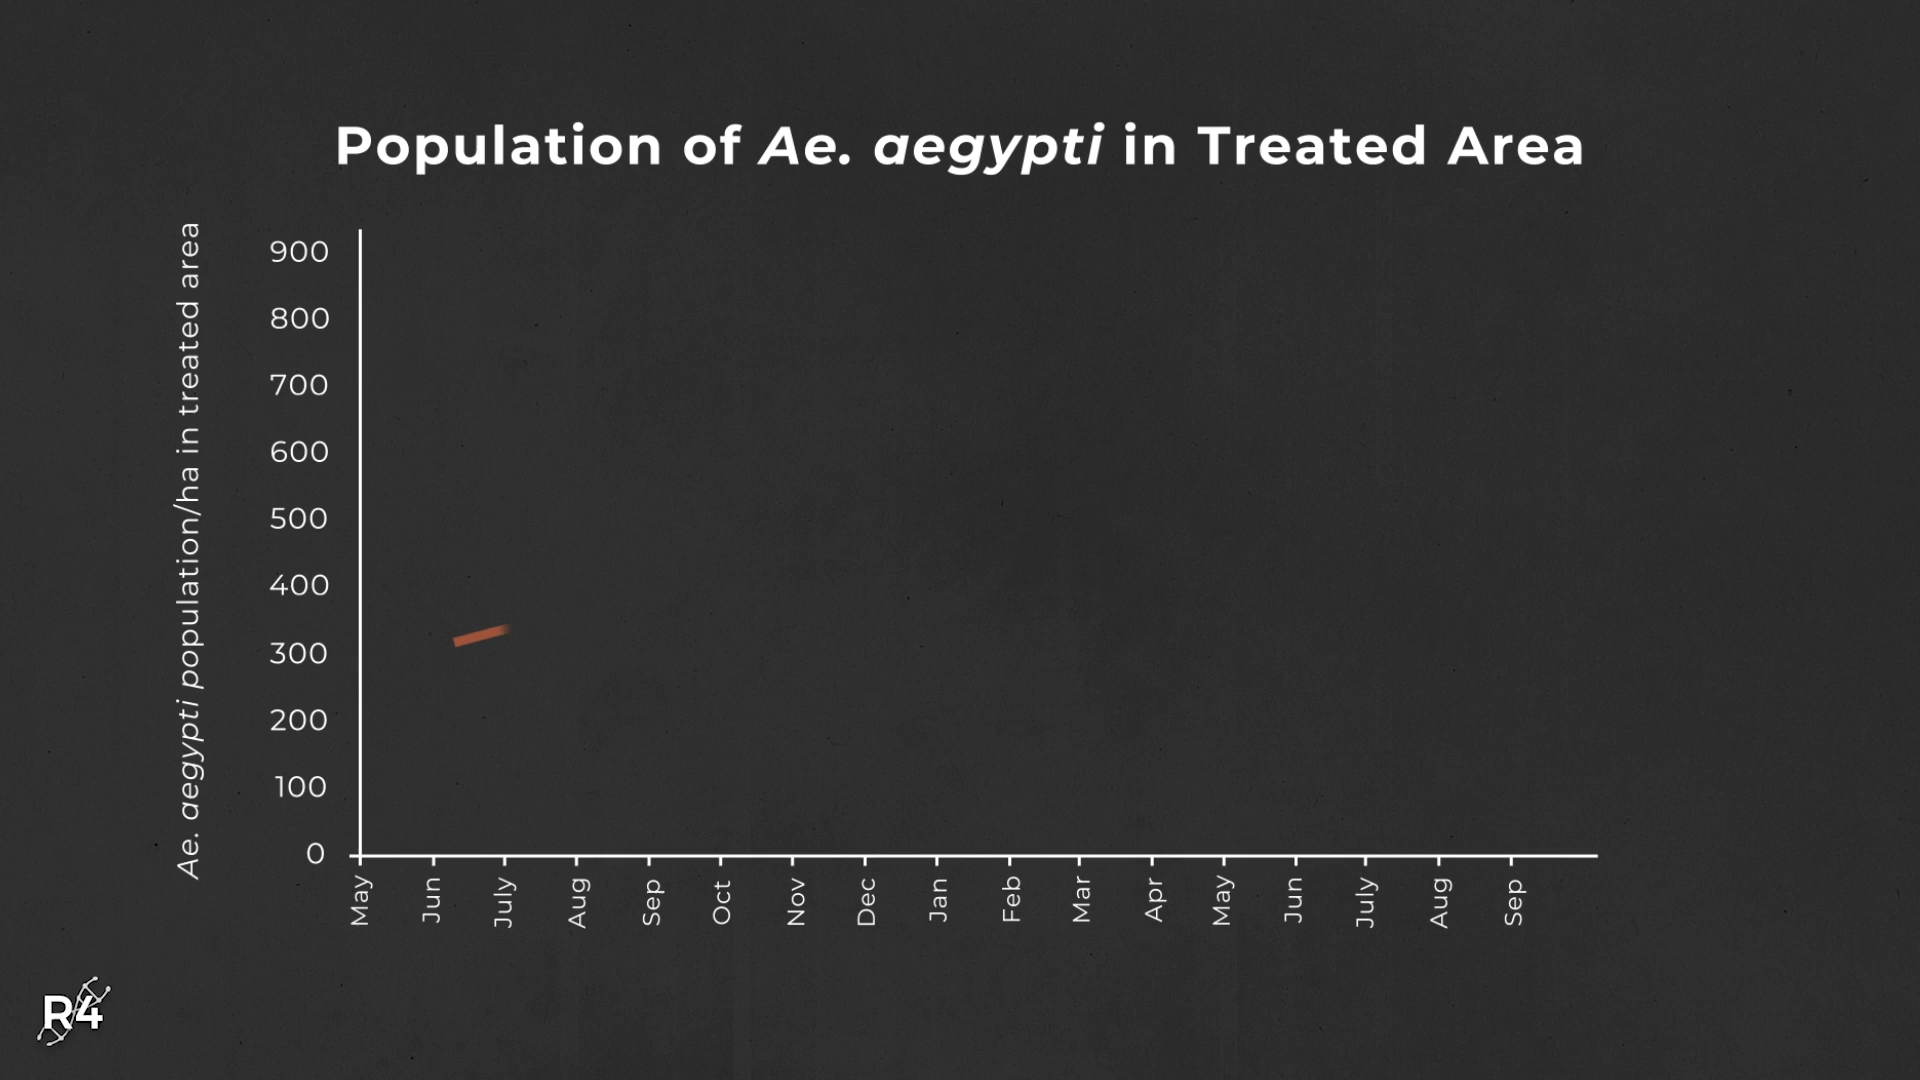 Population of Ae. aegypti in Treated Area
Ae. aegypti population/ha in treated area
900
800
700
600
500
400
300
200
100
0
May
Jun
July
Aug
Sep
Oct
Nov
Dec
Jan
Feb
Mar
Apr
May
Jun
July
Aug
Sep
R4